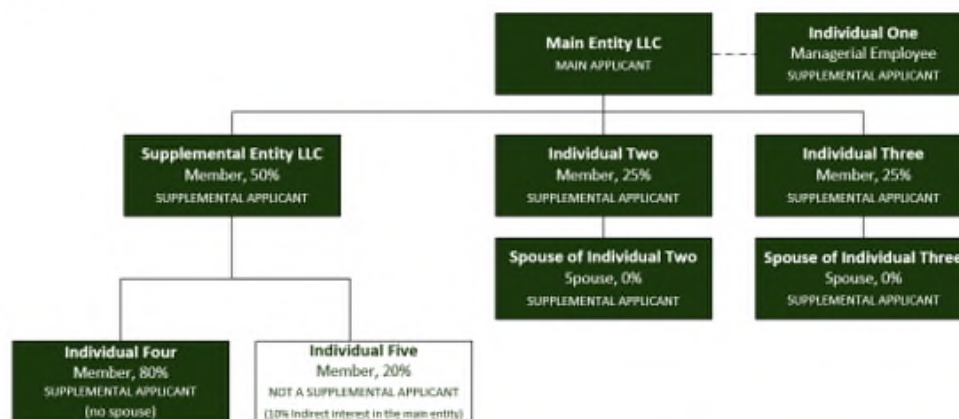 Main Entity LLC
MAIN APPLICANT
Individual One
Managerial Employee
SUPPLEMENTAL APPLICANT
Supplemental Entity LLC
Member, 50%
SUPPLEMENTAL APPLICANT
Individual Two
Member, 25%
SUPPLEMENTAL APPLICANT
Individual Three
Member, 25%
SUPPLEMENTAL APPLICANT
Spouse of Individual Two
Spouse, 0%
SUPPLEMENTAL APPLICANT
Spouse of Individual Three
Spouse, 0%
SUPPLEMENTAL APPLICANT
Individual Four
Member, 80%
SUPPLEMENTAL APPLICANT
(no spouse)
Individual Five
Member, 20%
NOT A SUPPLEMENTAL APPLICANT
(10% Indirect interest in the main entity)